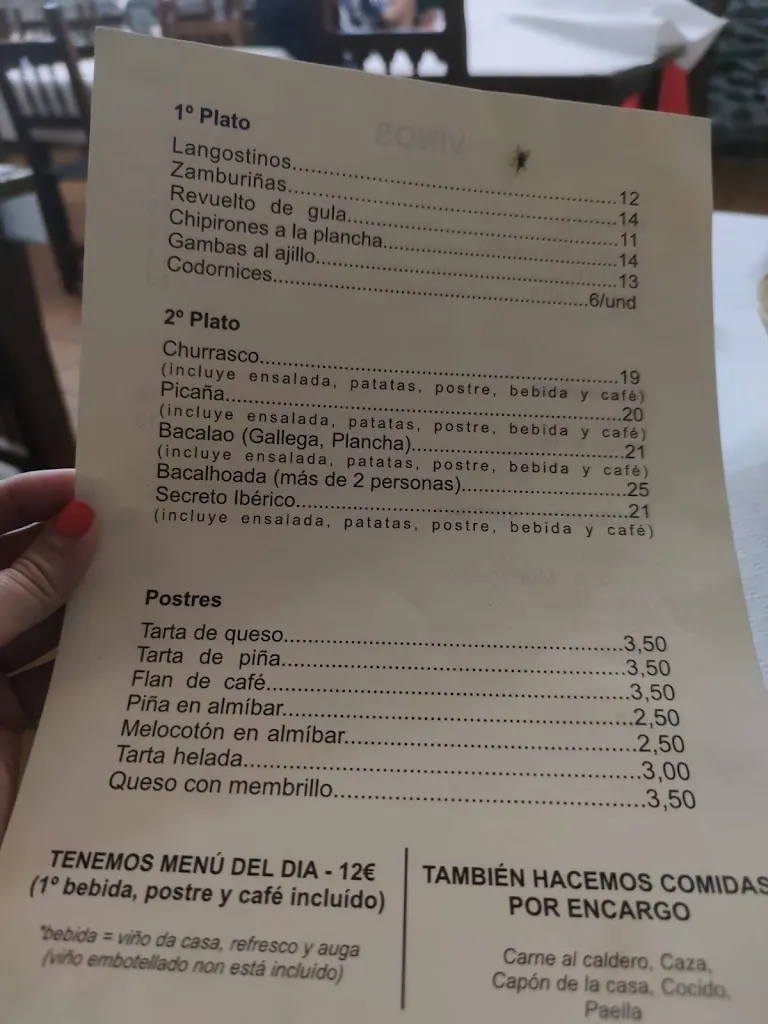 VINOS
1º Plato
Langostinos..........12
Zamburiñas..........14
Revuelto de gula..........11
Chipirones a la plancha..........14
Gambas al ajillo..........13
Codornices..........6/und
2º Plato
Churrasco..........19
(incluye ensalada, patatas, postre, bebida y café)
Picaña..........20
(incluye ensalada, patatas, postre, bebida y café)
Bacalao (Gallega, Plancha)..........21
(incluye ensalada, patatas, postre, bebida y café)
Bacalhoada (más de 2 personas)..........25
Secreto Ibérico..........21
(incluye ensalada, patatas, postre, bebida y café)
Postres
Tarta de queso..........3,50
Tarta de piña..........3,50
Flan de café..........3,50
Piña en almíbar..........2,50
Melocotón en almíbar..........2,50
Tarta helada..........3,00
Queso con membrillo..........3,50
TENEMOS MENÚ DEL DIA - 12€
(1º bebida, postre y café incluído)
*bebida = viño da casa, refresco y auga
(viño embotellado non está incluído)
TAMBIÉN HACEMOS COMIDAS
POR ENCARGO
Carne al caldero, Caza,
Capón de la casa, Cocido,
Paella